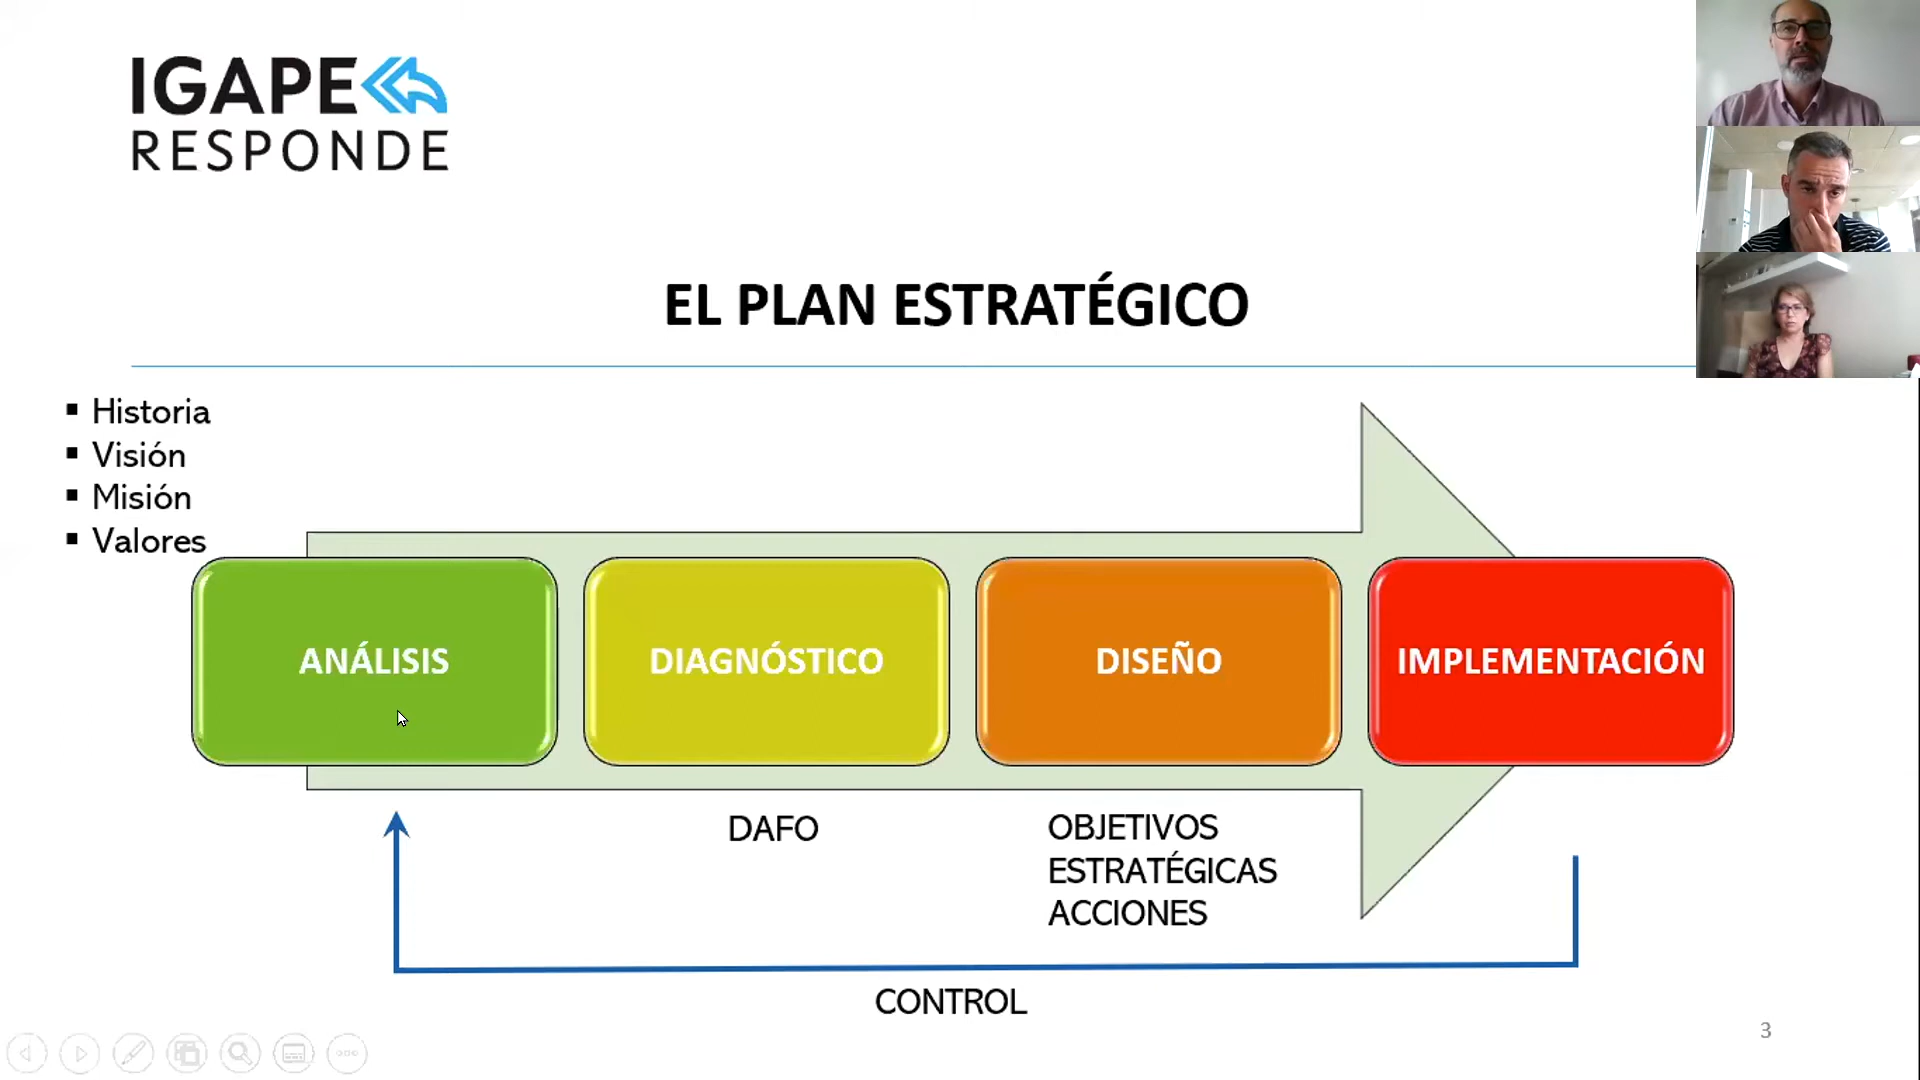 IGAPE
RESPONDE
EL PLAN ESTRATÉGICO
▪ Historia
▪ Visión
▪ Misión
▪ Valores
ANÁLISIS
DIAGNÓSTICO
DISEÑO
IMPLEMENTACIÓN
DAFO
OBJETIVOS
ESTRATÉGICAS
ACCIONES
CONTROL
3